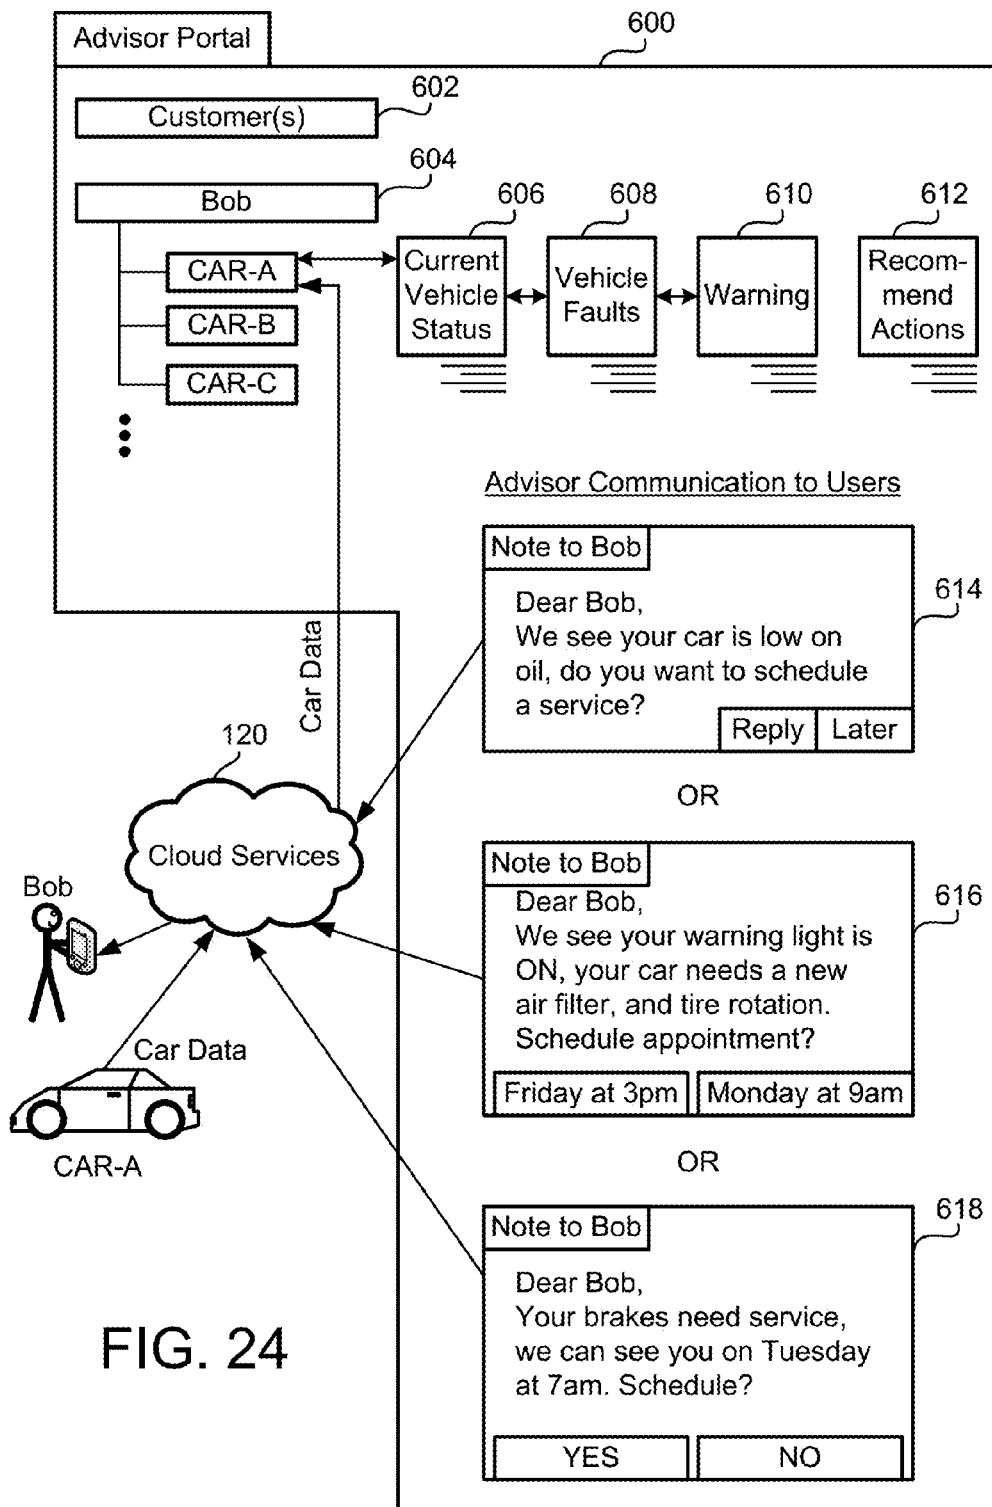 Advisor Portal
600
602
Customer(s)
604
Bob
606
608
610
612
CAR-A
CAR-B
CAR-C
Current
Vehicle
Status
Vehicle
Faults
Warning
Recom-
mend
Actions
Advisor Communication to Users
Note to Bob
614
Dear Bob,
We see your car is low on
oil, do you want to schedule
a service?
Reply
Later
OR
Car Data
120
Cloud Services
Bob
Note to Bob
616
Dear Bob,
We see your warning light is
ON, your car needs a new
air filter, and tire rotation.
Schedule appointment?
Friday at 3pm
Monday at 9am
Car Data
CAR-A
OR
Note to Bob
618
Dear Bob,
Your brakes need service,
we can see you on Tuesday
at 7am. Schedule?
YES
NO
FIG. 24